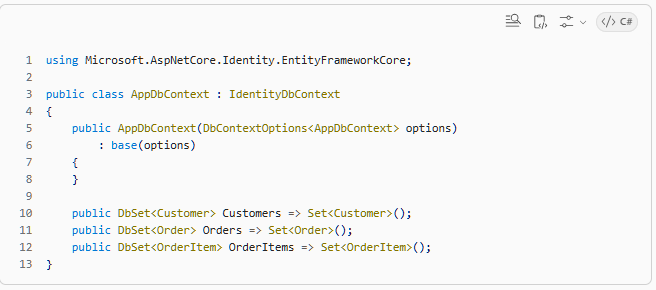 </> C#
1 using Microsoft.AspNetCore.Identity.EntityFrameworkCore;
2
3 public class AppDbContext : IdentityDbContext
4 {
5     public AppDbContext(DbContextOptions<AppDbContext> options)
6         : base(options)
7     {
8     }
9
10     public DbSet<Customer> Customers => Set<Customer>();
11     public DbSet<Order> Orders => Set<Order>();
12     public DbSet<OrderItem> OrderItems => Set<OrderItem>();
13 }